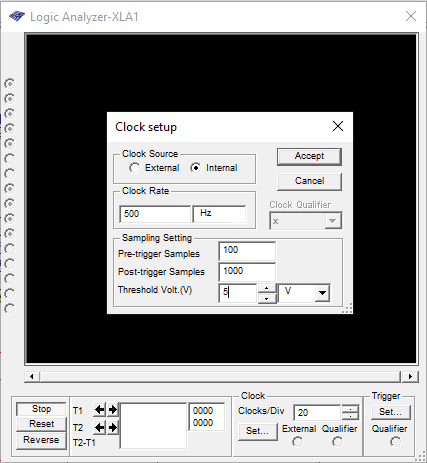 Logic Analyzer-XLA1
Clock setup
Clock Source
External Internal
Accept
Cancel
Clock Rate
500 Hz
Clock Qualifier
x
Sampling Setting
Pre-trigger Samples 100
Post-trigger Samples 1000
Threshold Volt.(V) 5 V
Stop
Reset
Reverse
T1
T2
T2-T1
0000
0000
Clock
Clocks/Div 20
Set...
External Qualifier
Trigger
Set...
Qualifier